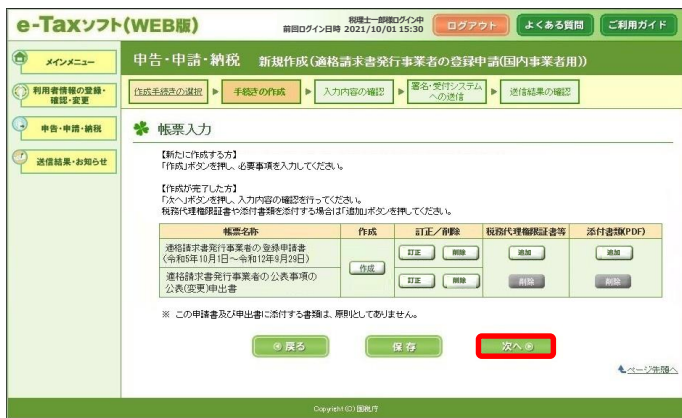 e-Taxソフト(WEB版)
税理士一郎様ログイン中
前回ログイン日時 2021/10/01 15:30
ログアウト
よくある質問
ご利用ガイド
メインメニュー
利用者情報の登録・
確認・変更
申告・申請・納税
送信結果・お知らせ
申告・申請・納税 新規作成(適格請求書発行事業者の登録申請(国内事業者用))
作成手続きの選択
手続きの作成
入力内容の確認
署名・受付システム
への送信
送信結果の確認
帳票入力
【新たに作成する方】
「作成」ボタンを押し、必要事項を入力してください。
【作成が完了した方】
「次へ」ボタンを押し、入力内容の確認を行ってください。
税務代理権限証書や添付書類を添付する場合は「追加」ボタンを押してください。
帳票名称 作成 訂正/削除 税務代理権限証書等 添付書類(PDF)
適格請求書発行事業者の登録申請書
(令和5年10月1日~令和12年9月29日)
作成
訂正 削除 追加 追加
適格請求書発行事業者の公表事項の
公表(変更)申出書
訂正 削除 削除 削除
※ この申請書及び申出書に添付する書類は、原則としてありません。
戻る
保存
次へ
ページ先頭へ
Copyright (C) 国税庁